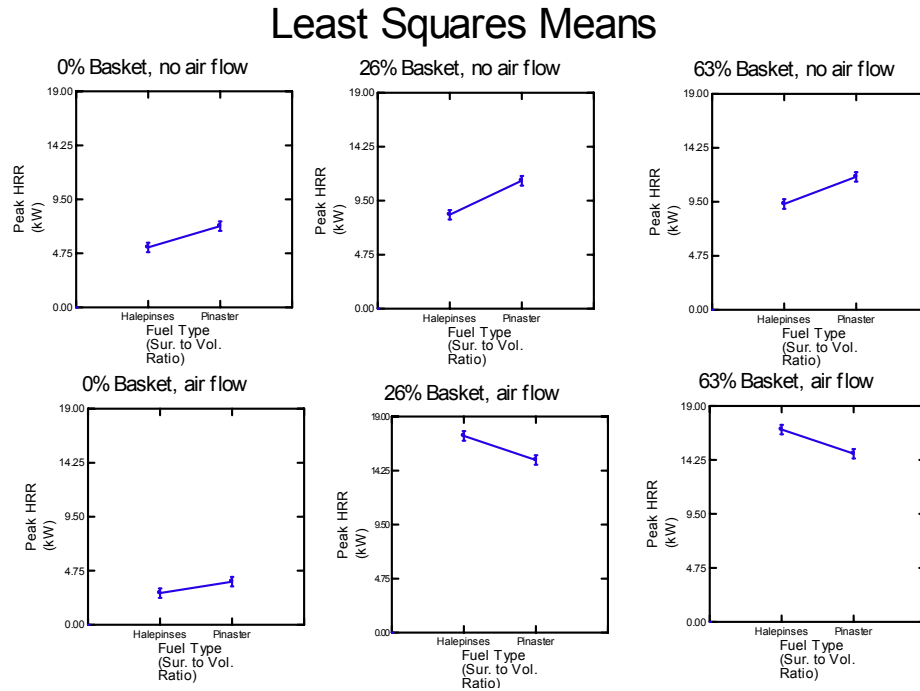 Least Squares Means
0% Basket, no air flow
19.00
14.25
9.50
4.75
0.00
Peak HRR
(kW)
Halepinses Pinaster
Fuel Type
(Sur. to Vol.
Ratio)
26% Basket, no air flow
19.00
14.25
9.50
4.75
0.00
Peak HRR
(kW)
Halepinses Pinaster
Fuel Type
(Sur. to Vol.
Ratio)
63% Basket, no air flow
19.00
14.25
9.50
4.75
0.00
Peak HRR
(kW)
Halepinses Pinaster
Fuel Type
(Sur. to Vol.
Ratio)
0% Basket, air flow
19.00
14.25
9.50
4.75
0.00
Peak HRR
(kW)
Halepinses Pinaster
Fuel Type
(Sur. to Vol.
Ratio)
26% Basket, air flow
19.00
14.25
9.50
4.75
0.00
Peak HRR
(kW)
Halepinses Pinaster
Fuel Type
(Sur. to Vol.
Ratio)
63% Basket, air flow
19.00
14.25
9.50
4.75
0.00
Peak HRR
(kW)
Halepinses Pinaster
Fuel Type
(Sur. to Vol.
Ratio)